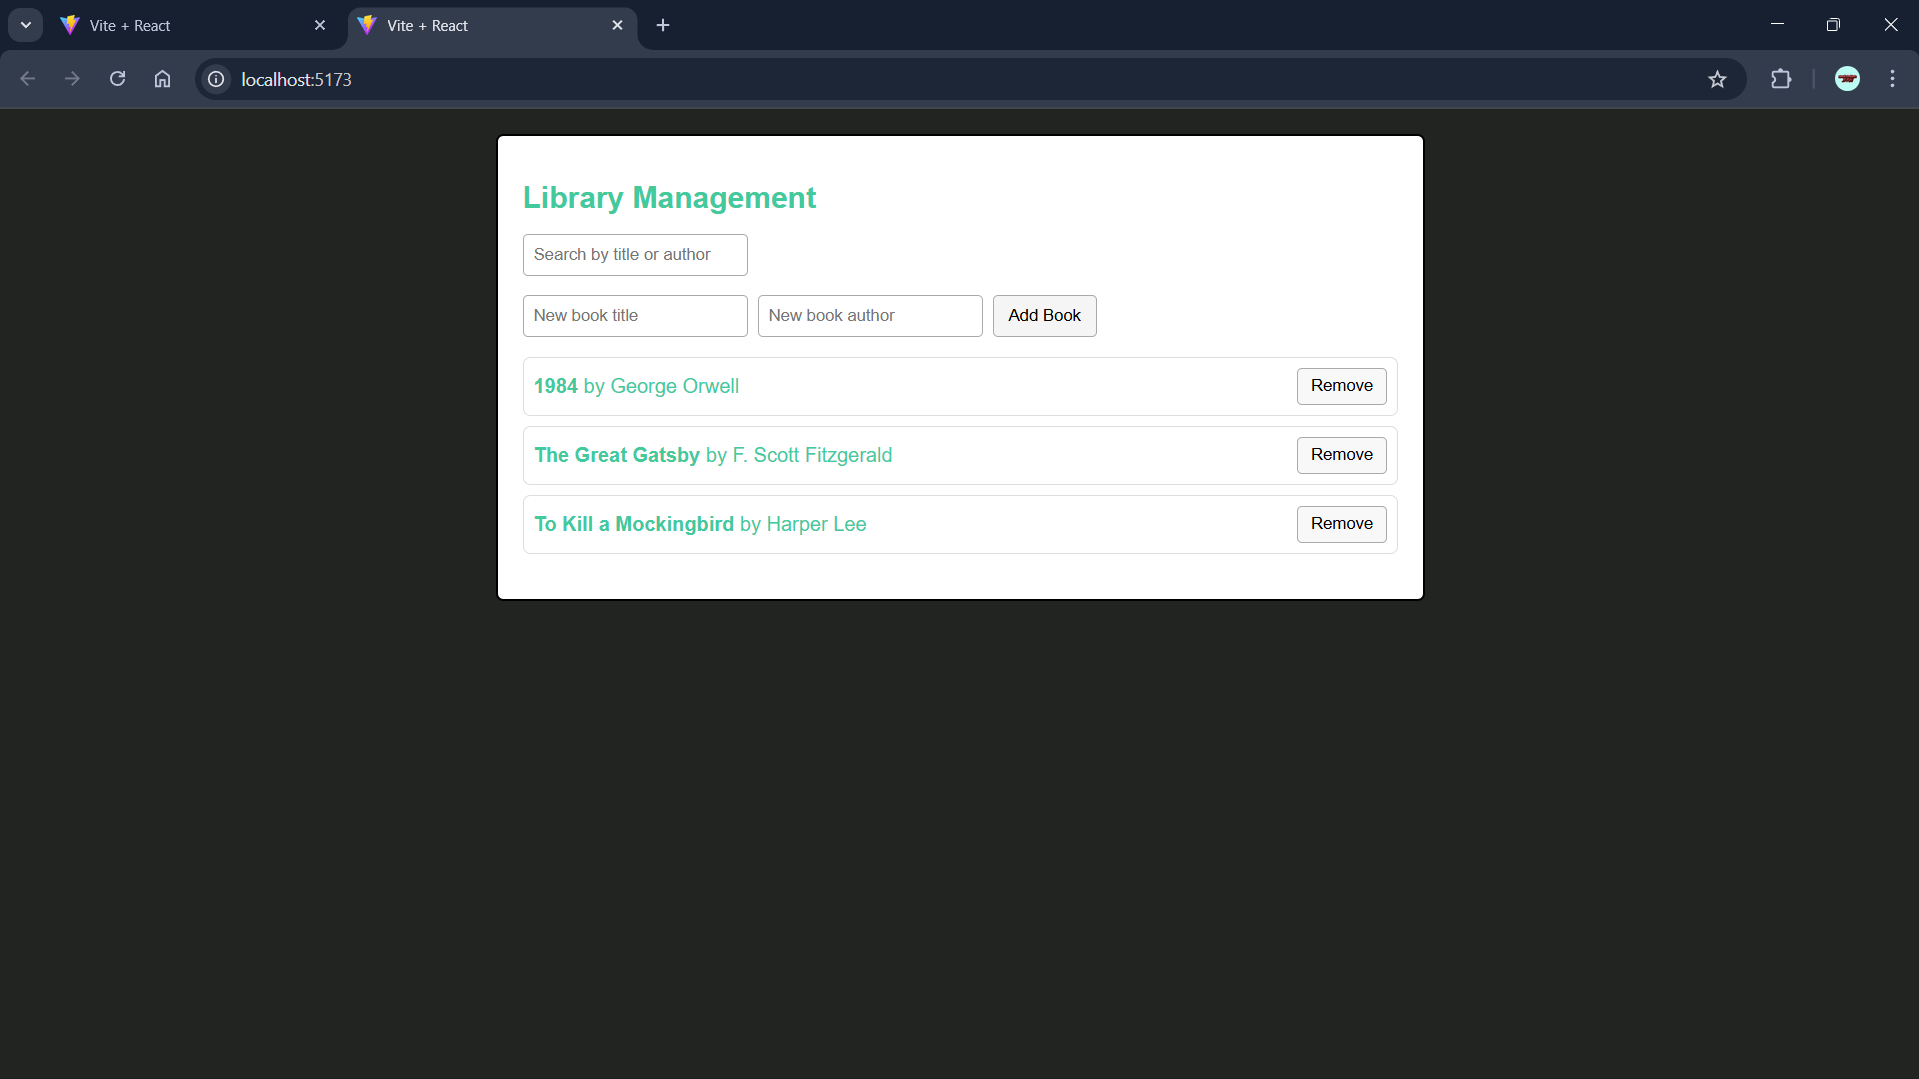 Vite + React
Vite + React
localhost:5173
Library Management
Search by title or author
New book title New book author Add Book
1984 by George Orwell Remove
The Great Gatsby by F. Scott Fitzgerald Remove
To Kill a Mockingbird by Harper Lee Remove